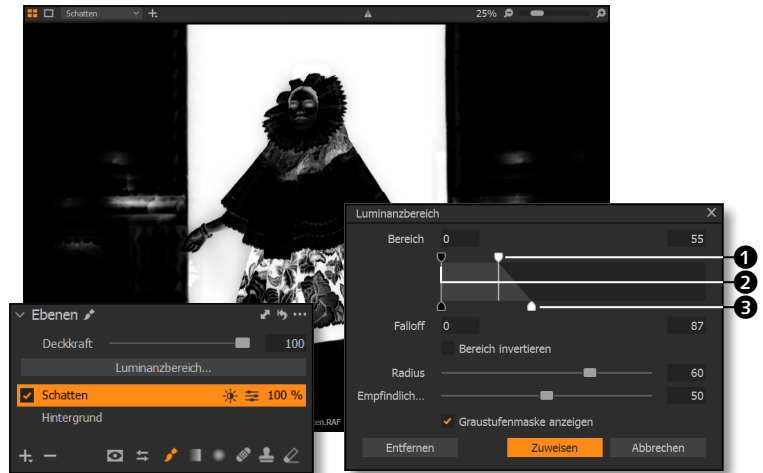 Schatten
25%
Luminanzbereich X
Bereich 0 55
1
2
3
Falloff 0 87
Bereich invertieren
Radius 60
Empfindlich... 50
Graustufenmaske anzeigen
Entfernen Zuweisen Abbrechen
Ebenen
Deckkraft 100
Luminanzbereich...
Schatten 100 %
Hintergrund
ten.RAF